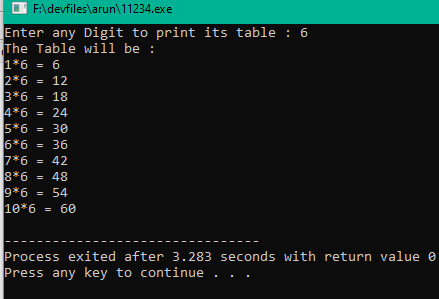 F:\devfiles\arun\11234.exe
Enter any Digit to print its table : 6
The Table will be :
1*6 = 6
2*6 = 12
3*6 = 18
4*6 = 24
5*6 = 30
6*6 = 36
7*6 = 42
8*6 = 48
9*6 = 54
10*6 = 60
--------------------------------
Process exited after 3.283 seconds with return value 0
Press any key to continue . . .